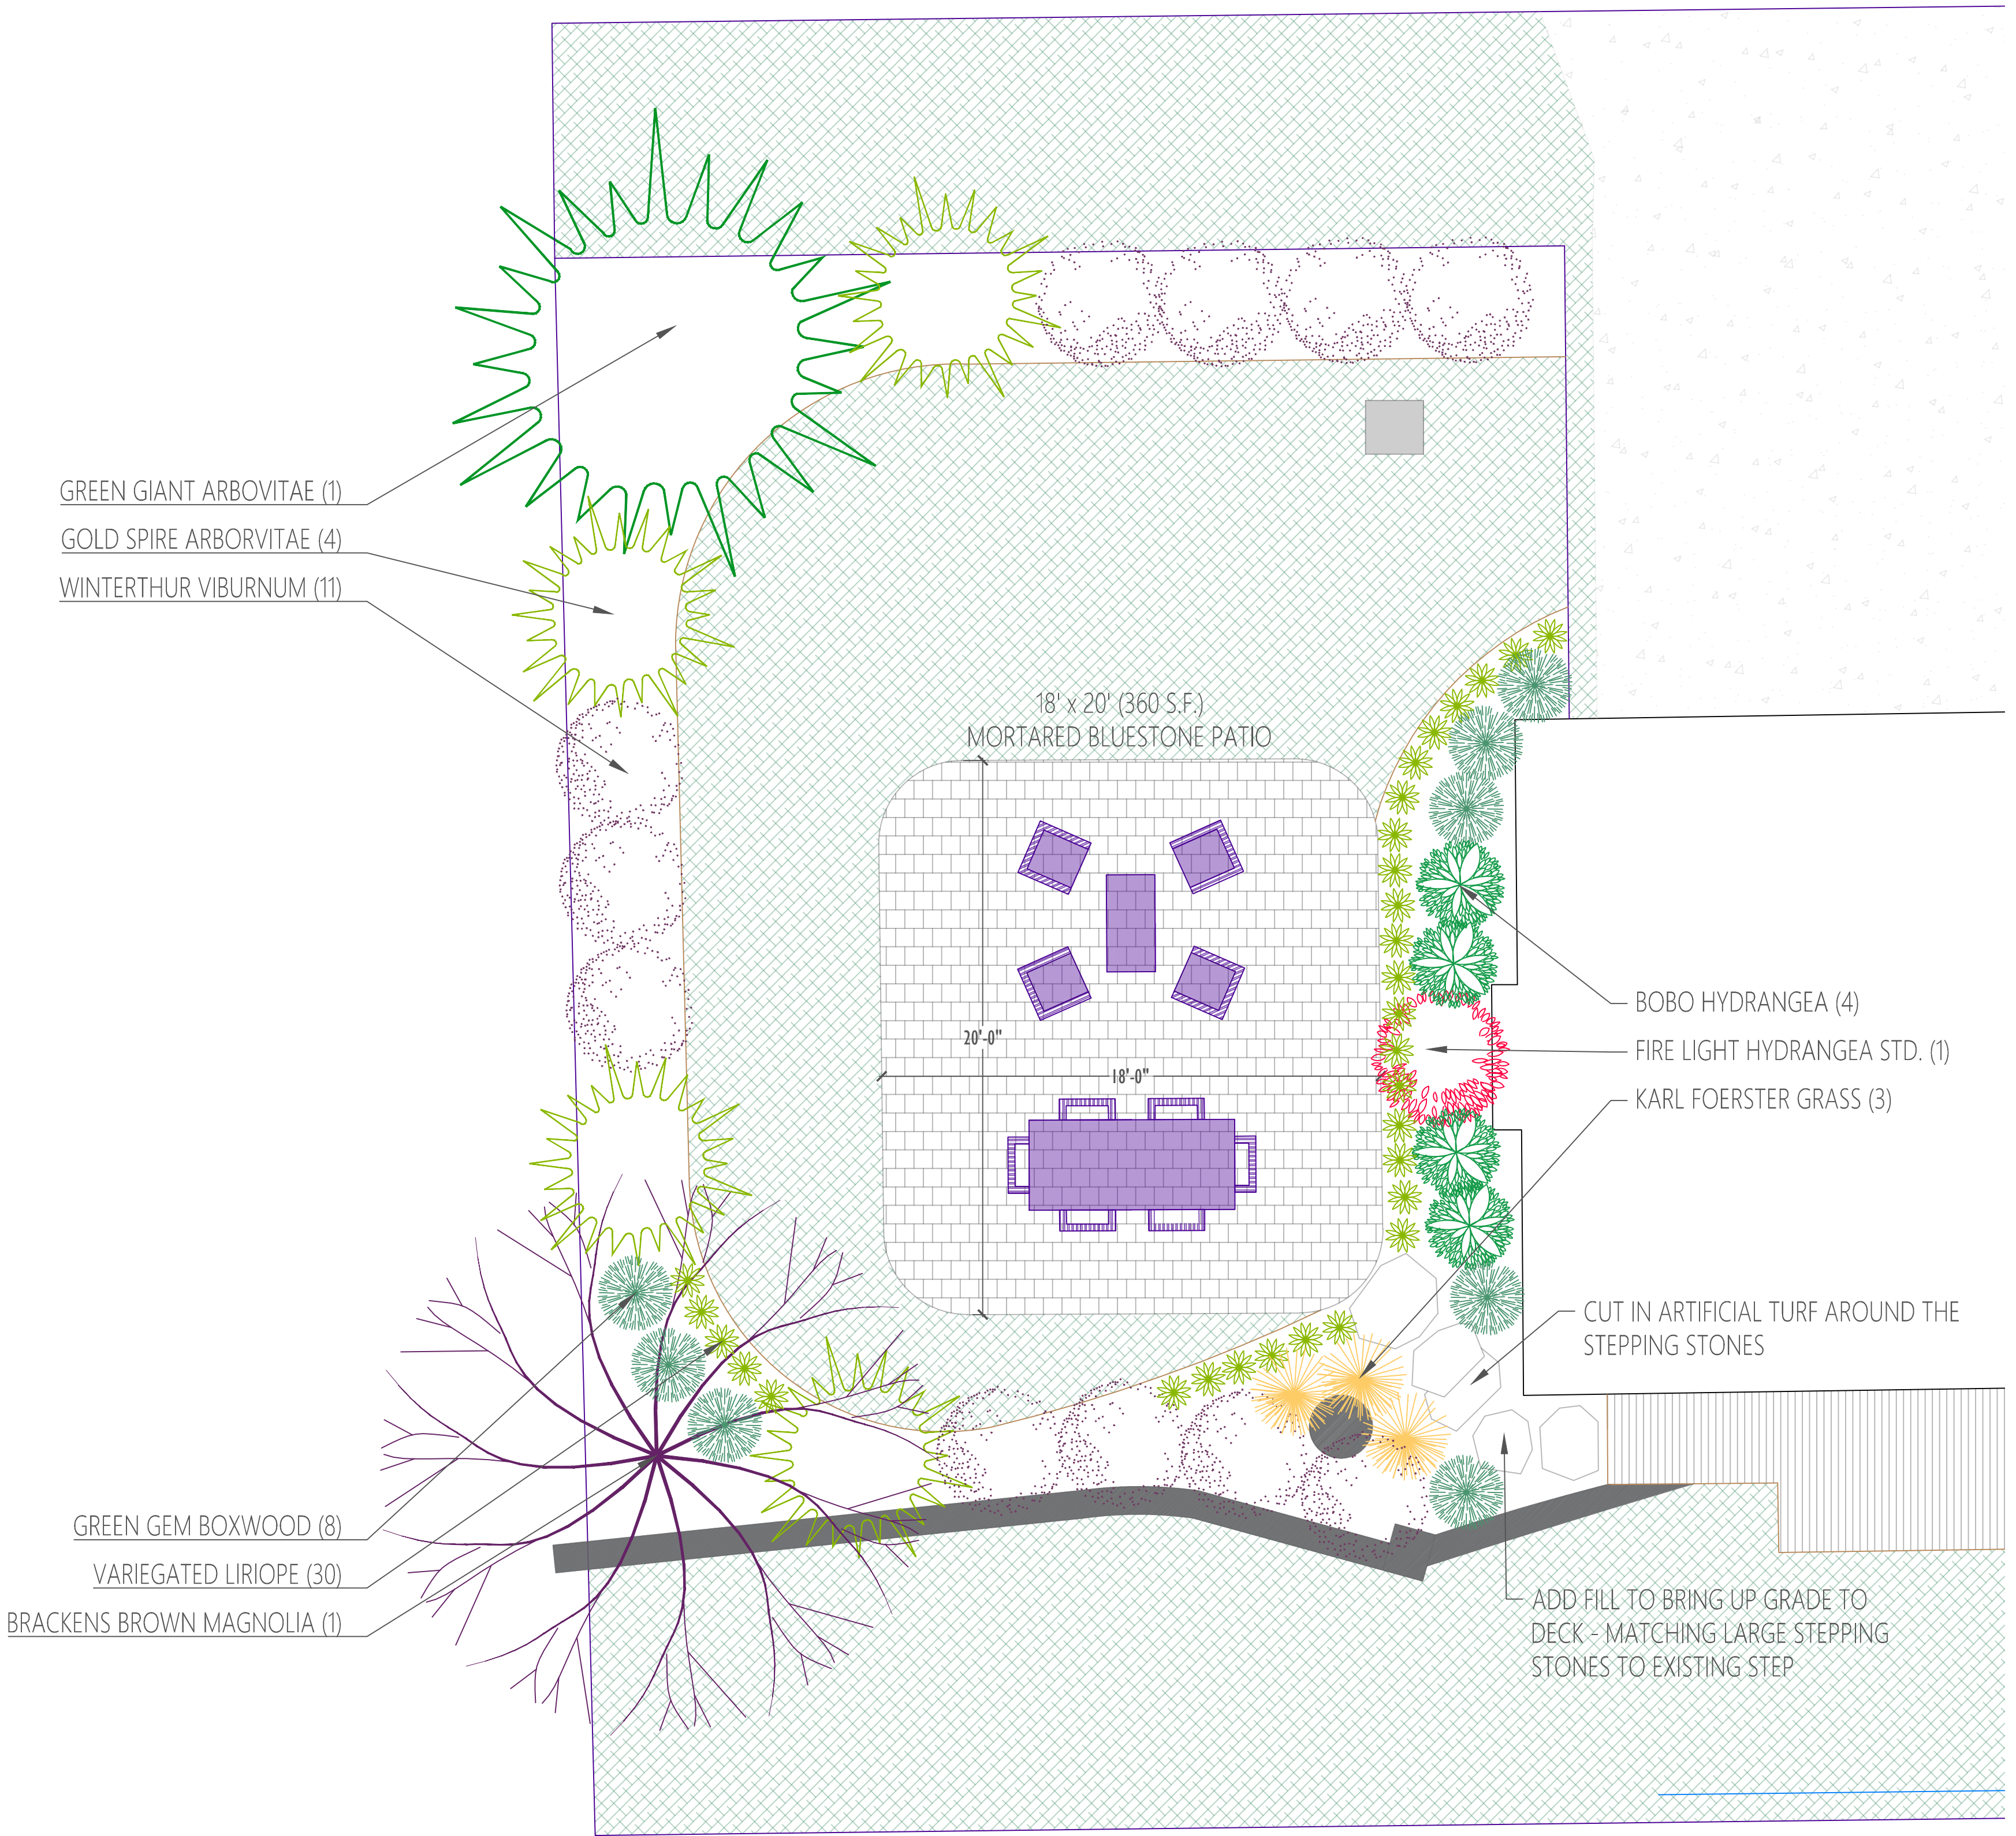 GREEN GIANT ARBOVITAE (1)
GOLD SPIRE ARBORVITAE (4)
WINTERTHUR VIBURNUM (11)
18' x 20' (360 S.F.)
MORTARED BLUESTONE PATIO
20'-0"
18'-0"
BOBO HYDRANGEA (4)
FIRE LIGHT HYDRANGEA STD. (1)
KARL FOERSTER GRASS (3)
CUT IN ARTIFICIAL TURF AROUND THE
STEPPING STONES
GREEN GEM BOXWOOD (8)
VARIEGATED LIRIOPE (30)
BRACKENS BROWN MAGNOLIA (1)
ADD FILL TO BRING UP GRADE TO
DECK - MATCHING LARGE STEPPING
STONES TO EXISTING STEP